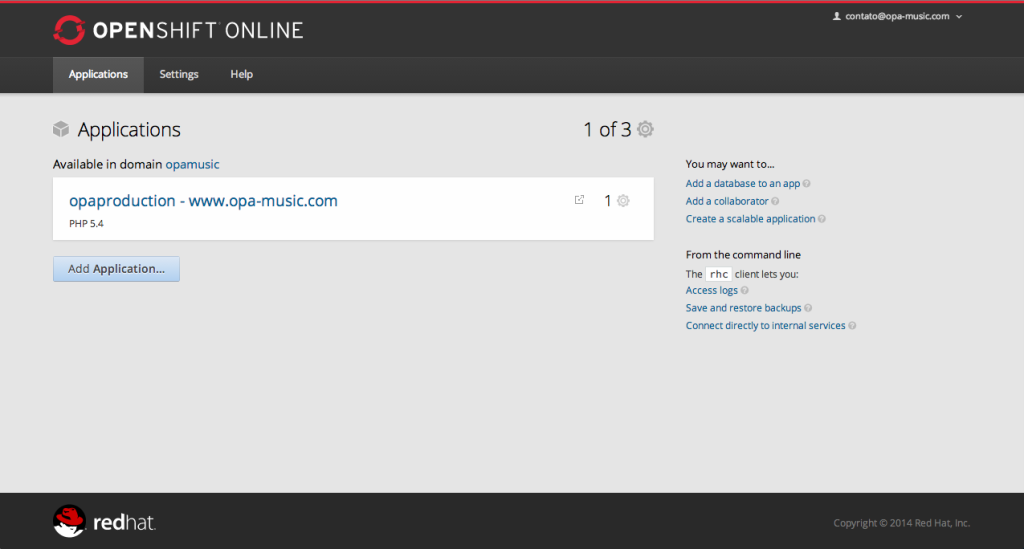 OPENSHIFT ONLINE
contato@opa-music.com
Applications Settings Help
Applications 1 of 3
Available in domain opamusic
opaproduction - www.opa-music.com 1
PHP 5.4
Add Application...
You may want to...
Add a database to an app
Add a collaborator
Create a scalable application
From the command line
The rhc client lets you:
Access logs
Save and restore backups
Connect directly to internal services
redhat.
Copyright © 2014 Red Hat, Inc.